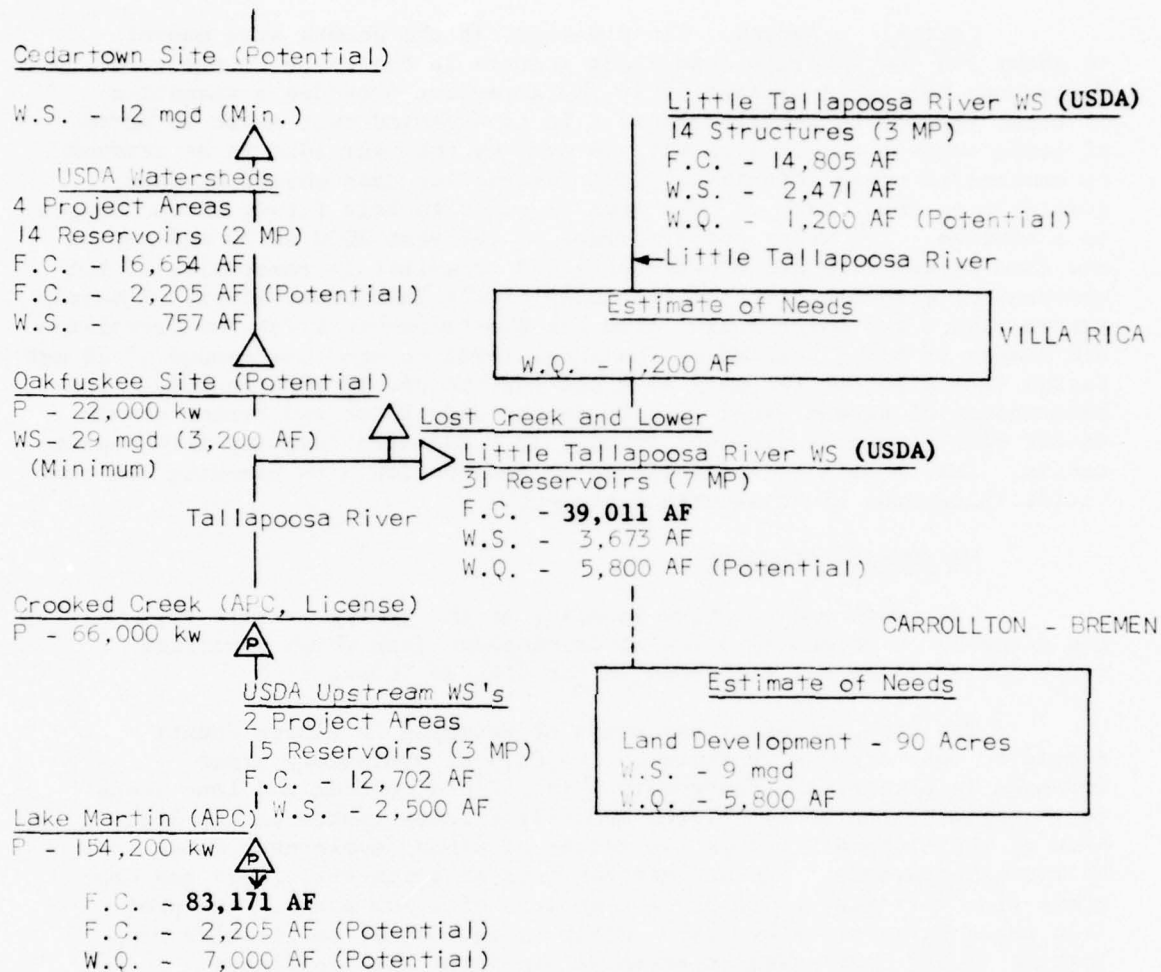 Cedartown Site (Potential)
W.S. - 12 mgd (Min.)
USDA Watersheds
4 Project Areas
14 Reservoirs (2 MP)
F.C. - 16,654 AF
F.C. - 2,205 AF (Potential)
W.S. - 757 AF
Oakfuskee Site (Potential)
P - 22,000 kw
WS- 29 mgd (3,200 AF)
(Minimum)
Tallapoosa River
Crooked Creek (APC, License)
P - 66,000 kw
P
USDA Upstream WS's
2 Project Areas
15 Reservoirs (3 MP)
F.C. - 12,702 AF
W.S. - 2,500 AF
Lake Martin (APC)
P - 154,200 kw
P
F.C. - 83,171 AF
F.C. - 2,205 AF (Potential)
W.Q. - 7,000 AF (Potential)
Little Tallapoosa River WS (USDA)
14 Structures (3 MP)
F.C. - 14,805 AF
W.S. - 2,471 AF
W.Q. - 1,200 AF (Potential)
Little Tallapoosa River
Estimate of Needs
W.Q. - 1,200 AF
VILLA RICA
Lost Creek and Lower
Little Tallapoosa River WS (USDA)
31 Reservoirs (7 MP)
F.C. - 39,011 AF
W.S. - 3,673 AF
W.Q. - 5,800 AF (Potential)
CARROLLTON - BREMEN
Estimate of Needs
Land Development - 90 Acres
W.S. - 9 mgd
W.Q. - 5,800 AF